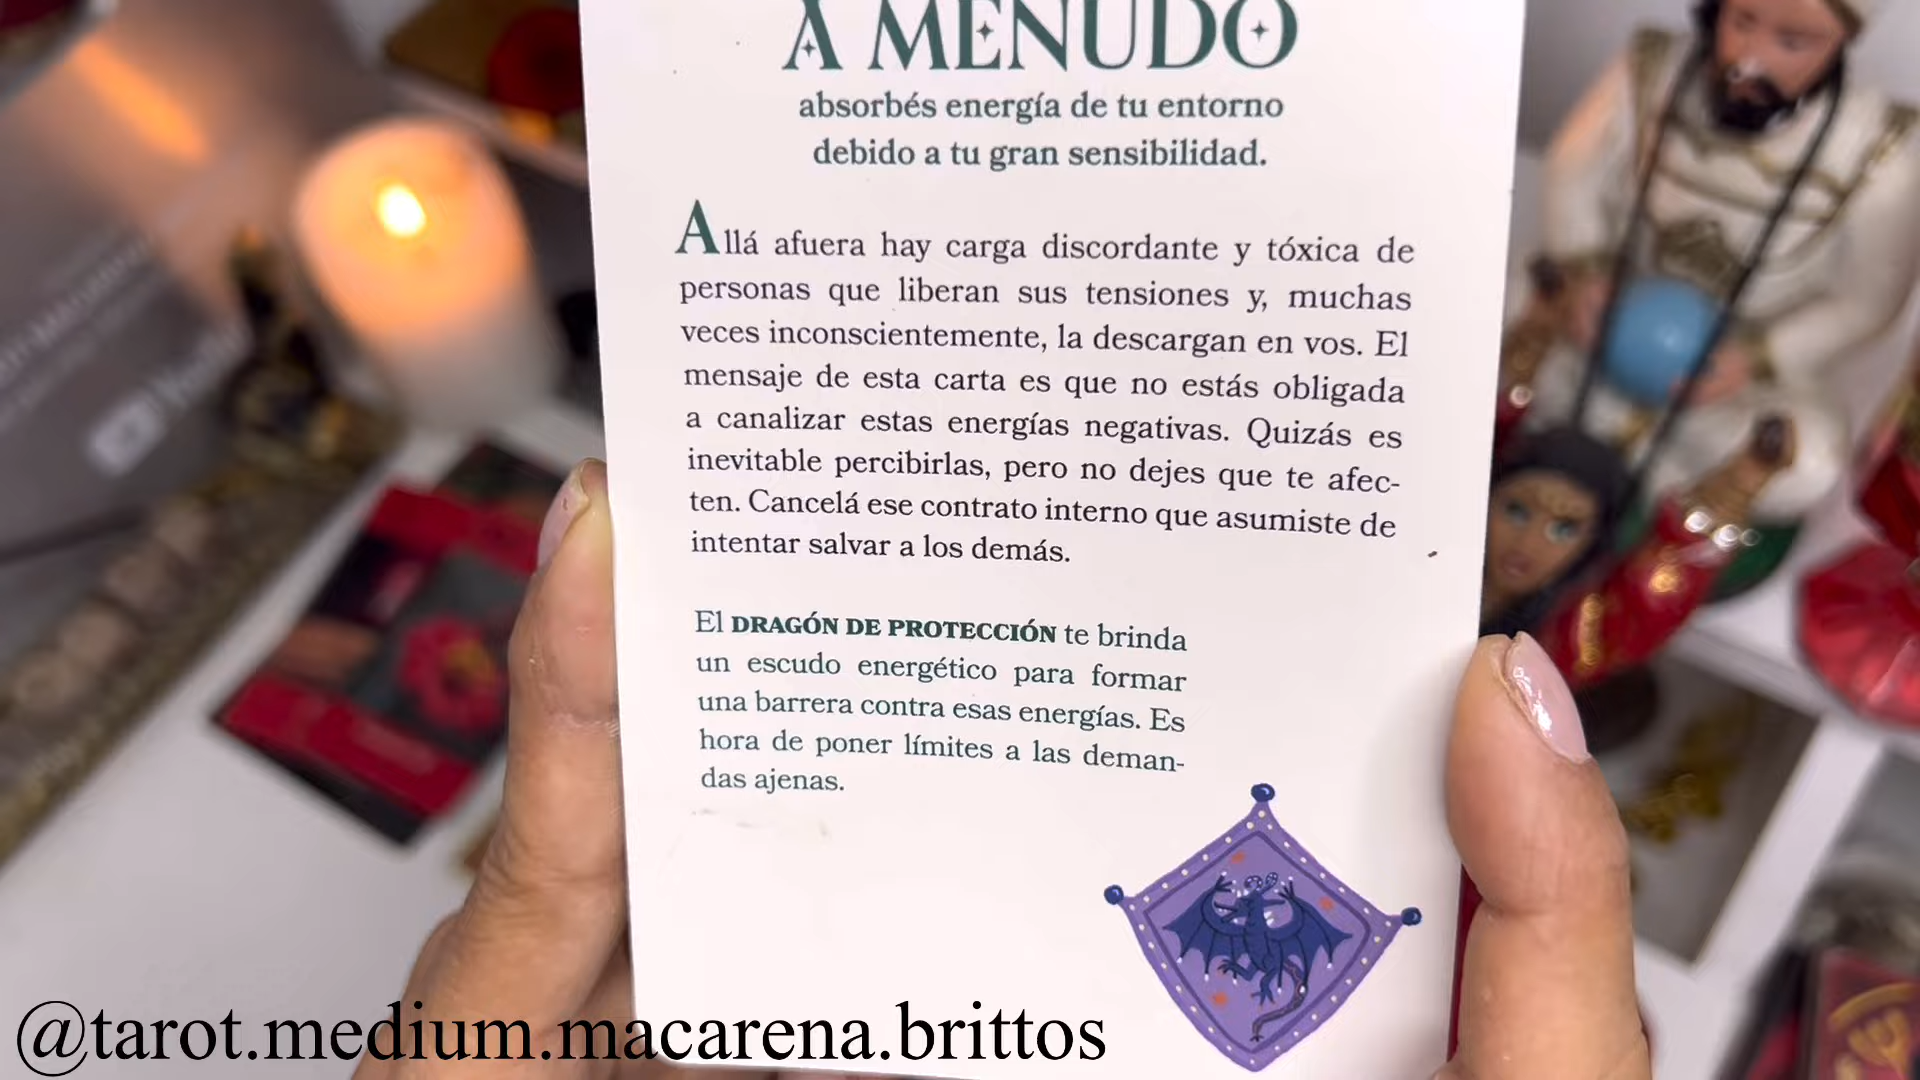 A MENUDO
absorbés energía de tu entorno
debido a tu gran sensibilidad.
Allá afuera hay carga discordante y tóxica de
personas que liberan sus tensiones y, muchas
veces inconscientemente, la descargan en vos. El
mensaje de esta carta es que no estás obligada
a canalizar estas energías negativas. Quizás es
inevitable percibirlas, pero no dejes que te afec-
ten. Cancelá ese contrato interno que asumiste de
intentar salvar a los demás.
El DRAGÓN DE PROTECCIÓN te brinda
un escudo energético para formar
una barrera contra esas energías. Es
hora de poner límites a las deman-
das ajenas.
@tarot.medium.macarena.brittos